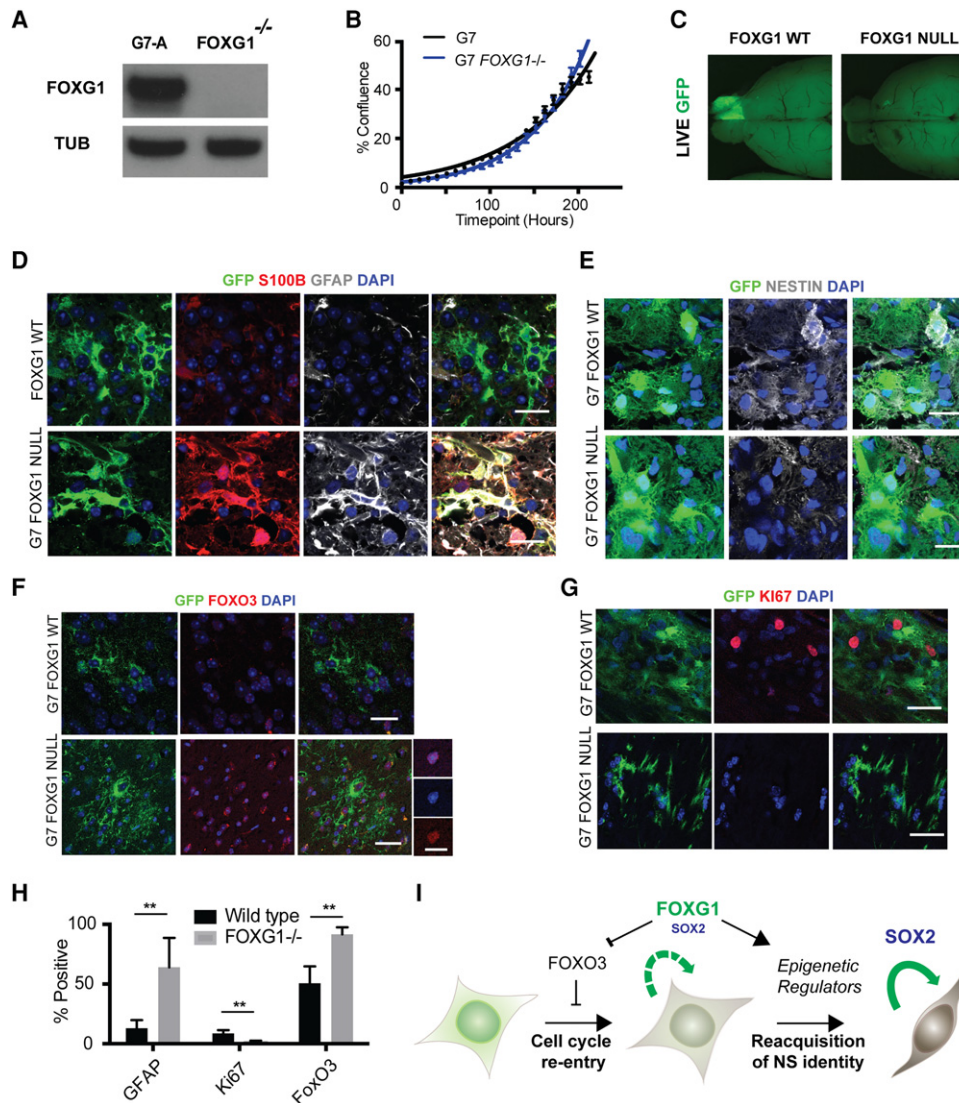 A
G7-A
FOXG1 -/-
FOXG1
TUB
B
G7
G7 FOXG1-/-
% Confluence
60
40
20
0
0
100
200
Timepoint (Hours)
C
FOXG1 WT
FOXG1 NULL
LIVE GFP
D
GFP S100B GFAP DAPI
FOXG1 WT
G7 FOXG1 NULL
E
GFP NESTIN DAPI
G7 FOXG1 WT
G7 FOXG1 NULL
F
GFP FOXO3 DAPI
G7 FOXG1 WT
G7 FOXG1 NULL
G
GFP KI67 DAPI
G7 FOXG1 WT
G7 FOXG1 NULL
H
% Positive
100
50
0
**
**
**
Wild type
FOXG1-/-
GFAP
Ki67
FoxO3
I
FOXG1
SOX2
FOXO3
Cell cycle
re-entry
Epigenetic
Regulators
Reacquisition
of NS identity
SOX2